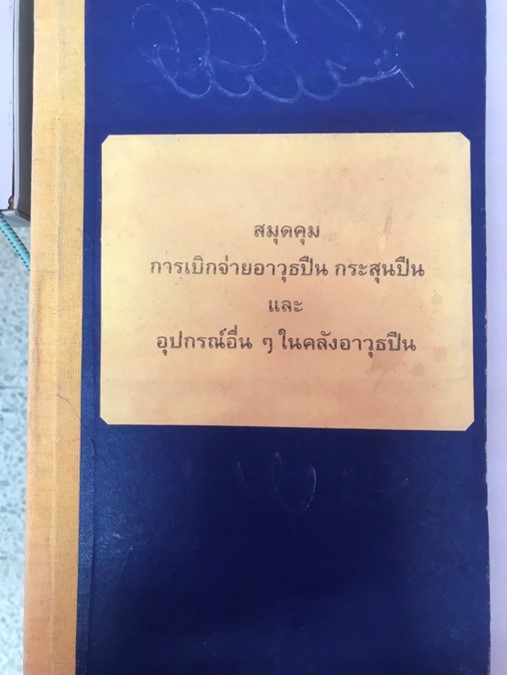 สมุดคุม
การเบิกจ่ายอาวุธปืน กระสุนปืน
และ
อุปกรณ์อื่น ๆ ในคลังอาวุธปืน